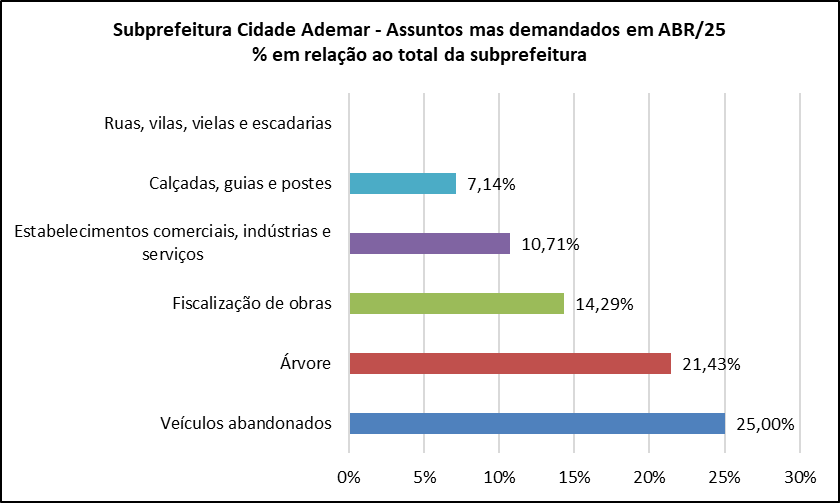 Subprefeitura Cidade Ademar - Assuntos mas demandados em ABR/25
% em relação ao total da subprefeitura
Ruas, vilas, vielas e escadarias
Calçadas, guias e postes
7,14%
Estabelecimentos comerciais, indústrias e
serviços
10,71%
Fiscalização de obras
14,29%
Árvore
21,43%
Veículos abandonados
25,00%
0%
5%
10%
15%
20%
25%
30%